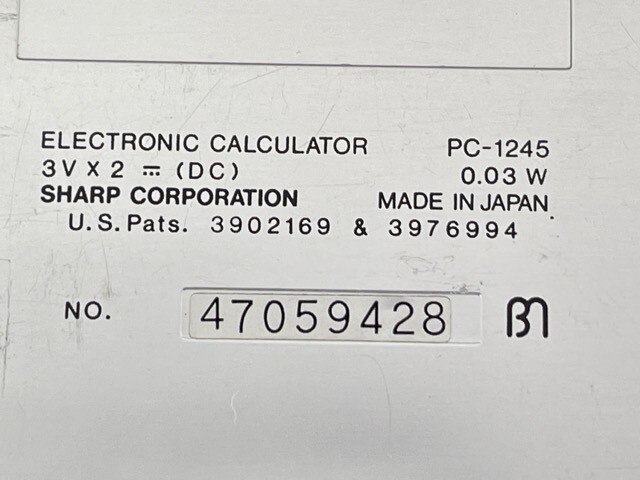 ELECTRONIC CALCULATOR PC-1245
3V X 2 ⎓ (DC) 0.03 W
SHARP CORPORATION MADE IN JAPAN
U.S. Pats. 3902169 & 3976994
NO. 47059428